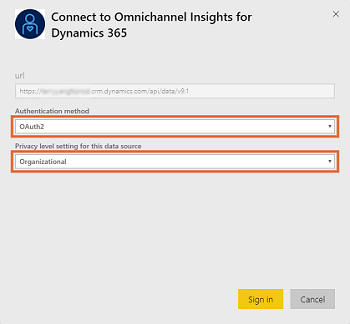 Connect to Omnichannel Insights for
Dynamics 365
url
https:// .crm.dynamics.com/api/data/v9.1
Authentication method
OAuth2
Privacy level setting for this data source
Organizational
Sign in
Cancel